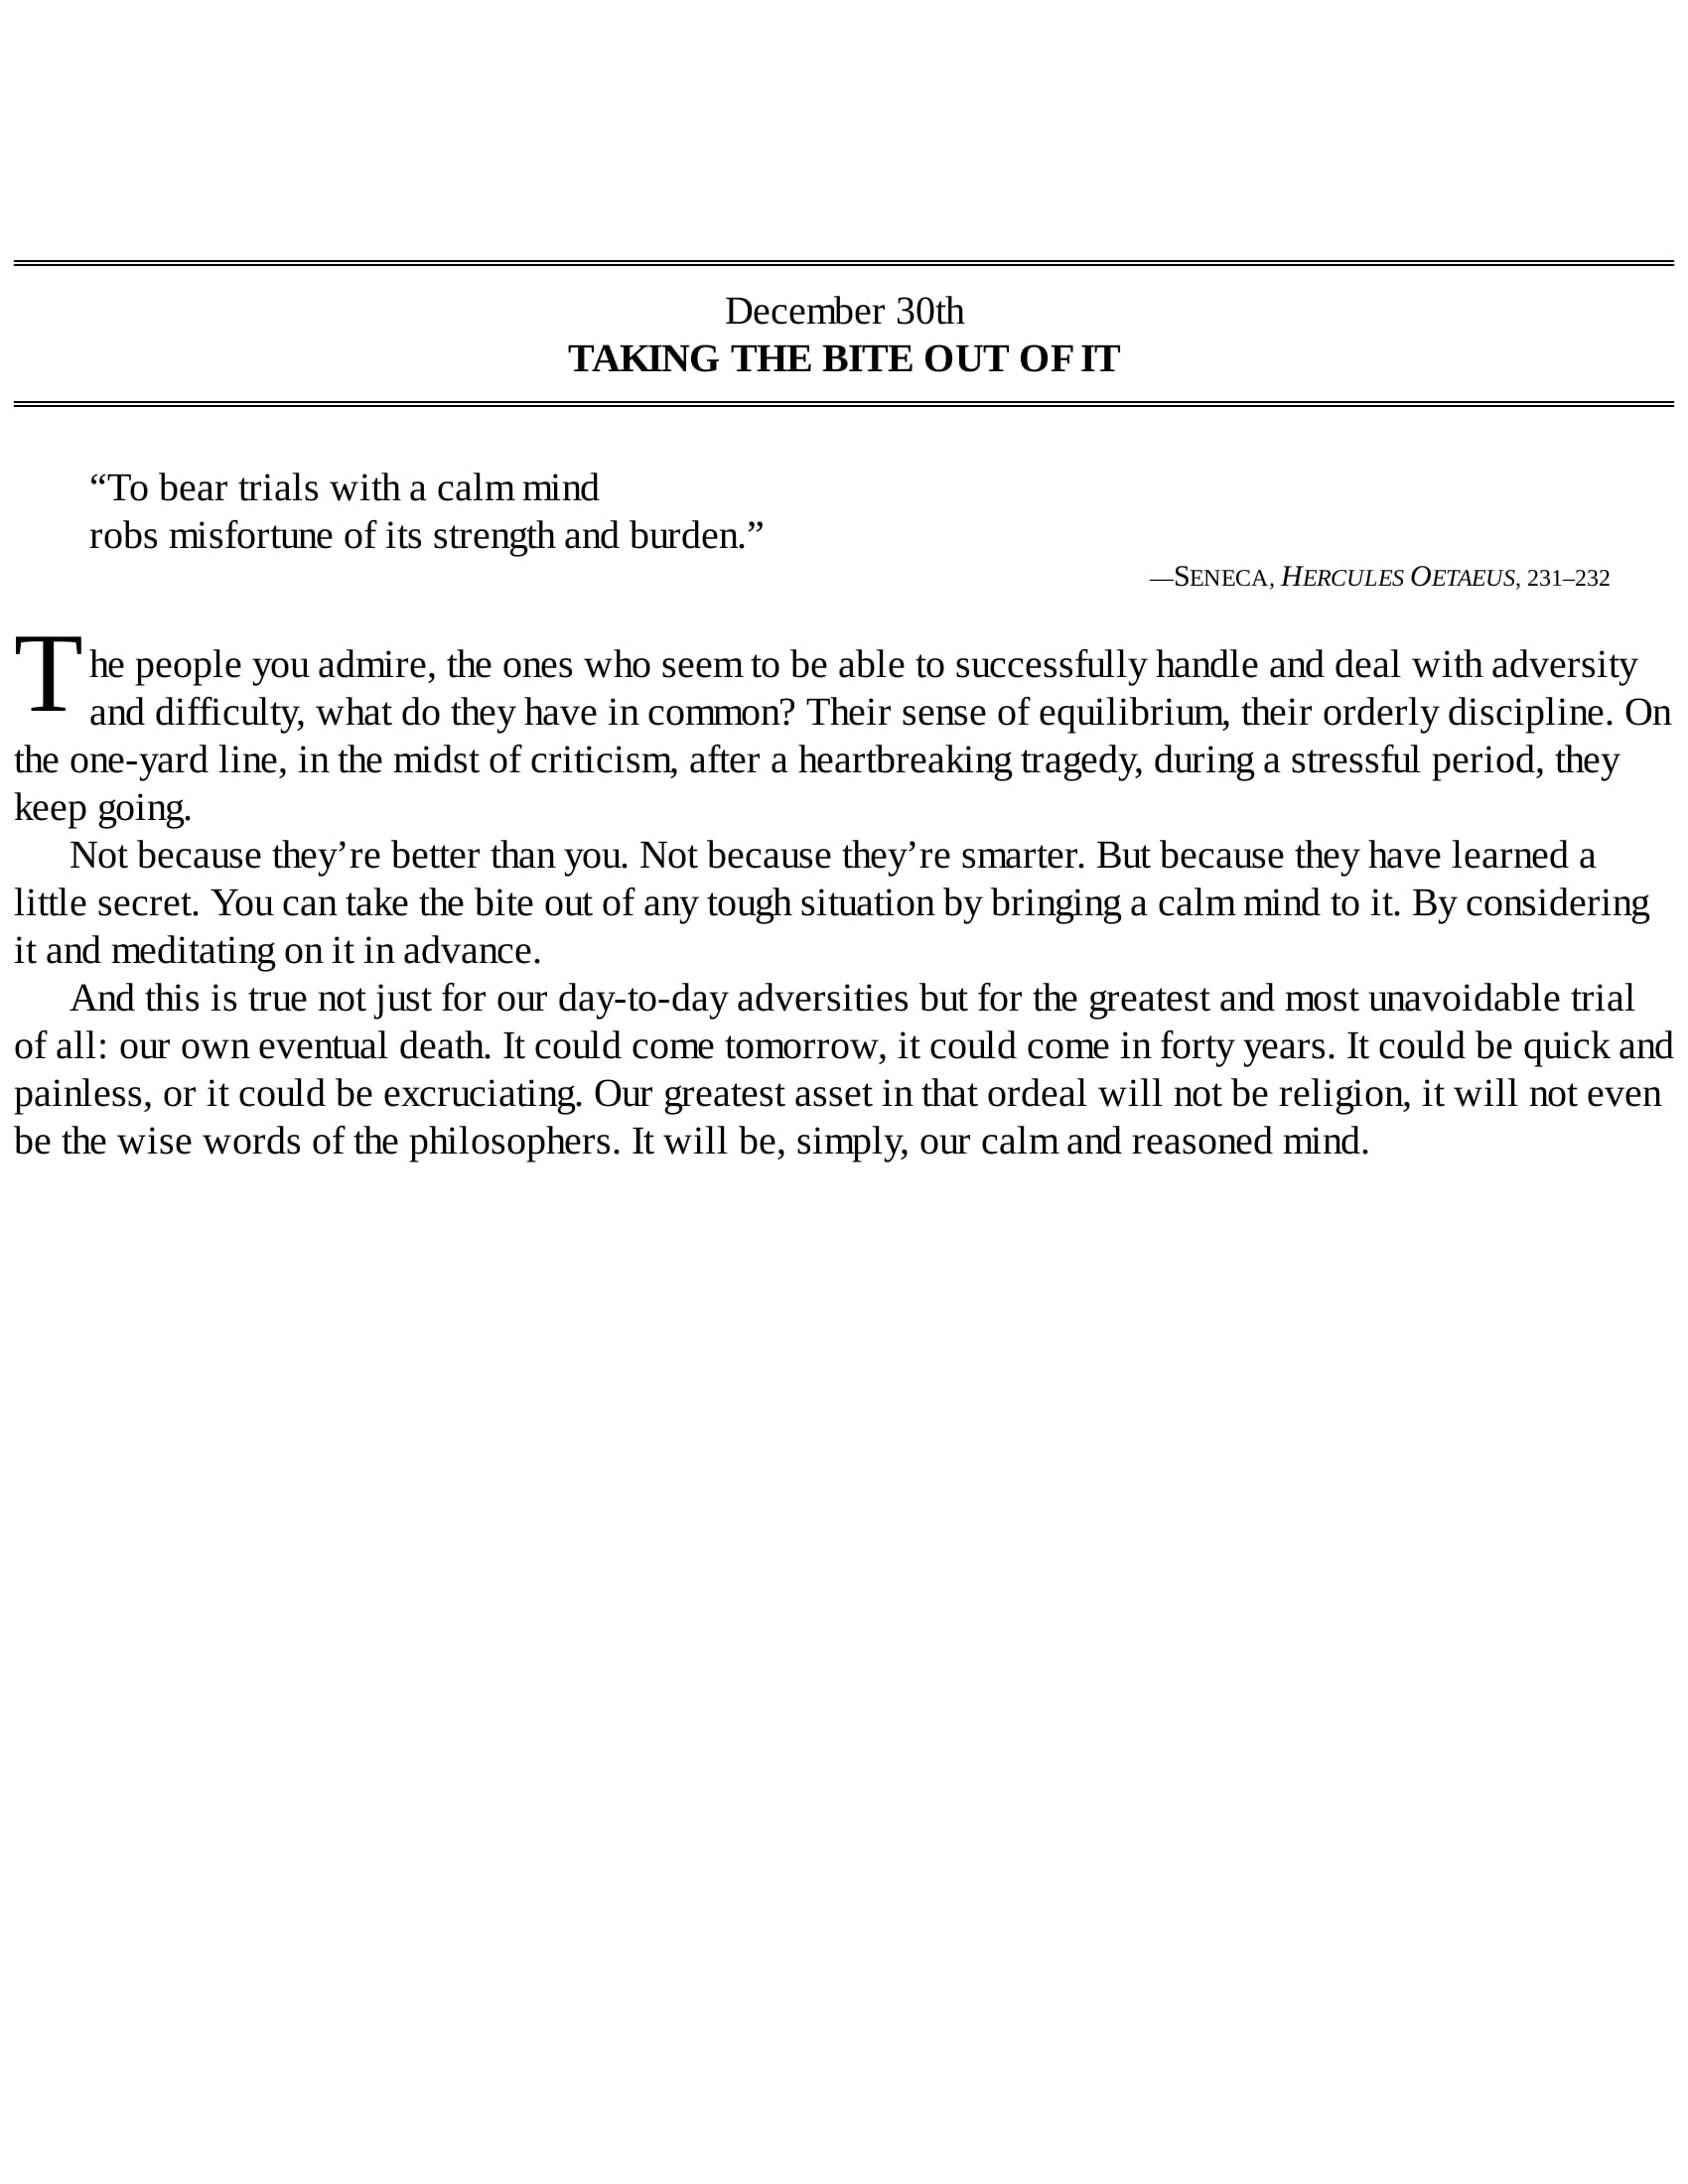 December 30th
TAKING THE BITE OUT OF IT
“To bear trials with a calm mind
robs misfortune of its strength and burden.”
—SENECA, HERCULES OETAEUS, 231–232
The people you admire, the ones who seem to be able to successfully handle and deal with adversity
and difficulty, what do they have in common? Their sense of equilibrium, their orderly discipline. On
the one-yard line, in the midst of criticism, after a heartbreaking tragedy, during a stressful period, they
keep going.
Not because they’re better than you. Not because they’re smarter. But because they have learned a
little secret. You can take the bite out of any tough situation by bringing a calm mind to it. By considering
it and meditating on it in advance.
And this is true not just for our day-to-day adversities but for the greatest and most unavoidable trial
of all: our own eventual death. It could come tomorrow, it could come in forty years. It could be quick and
painless, or it could be excruciating. Our greatest asset in that ordeal will not be religion, it will not even
be the wise words of the philosophers. It will be, simply, our calm and reasoned mind.